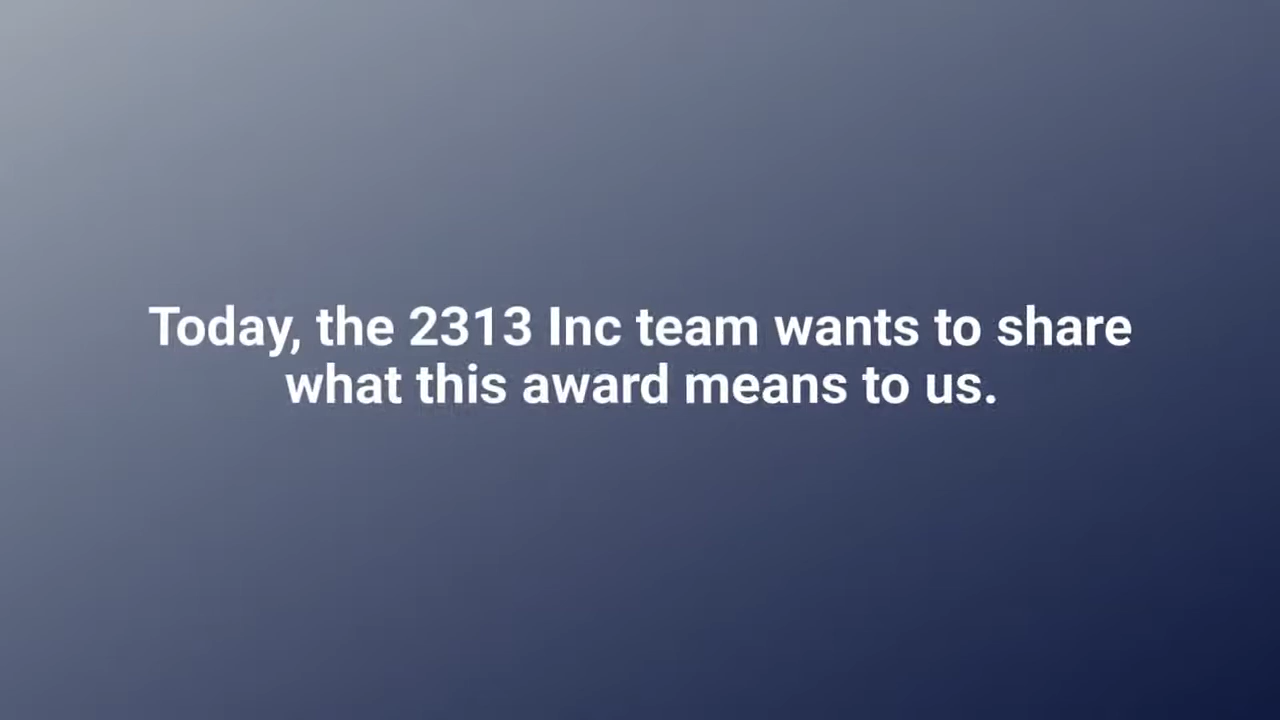 Today, the 2313 Inc team wants to share
what this award means to us.